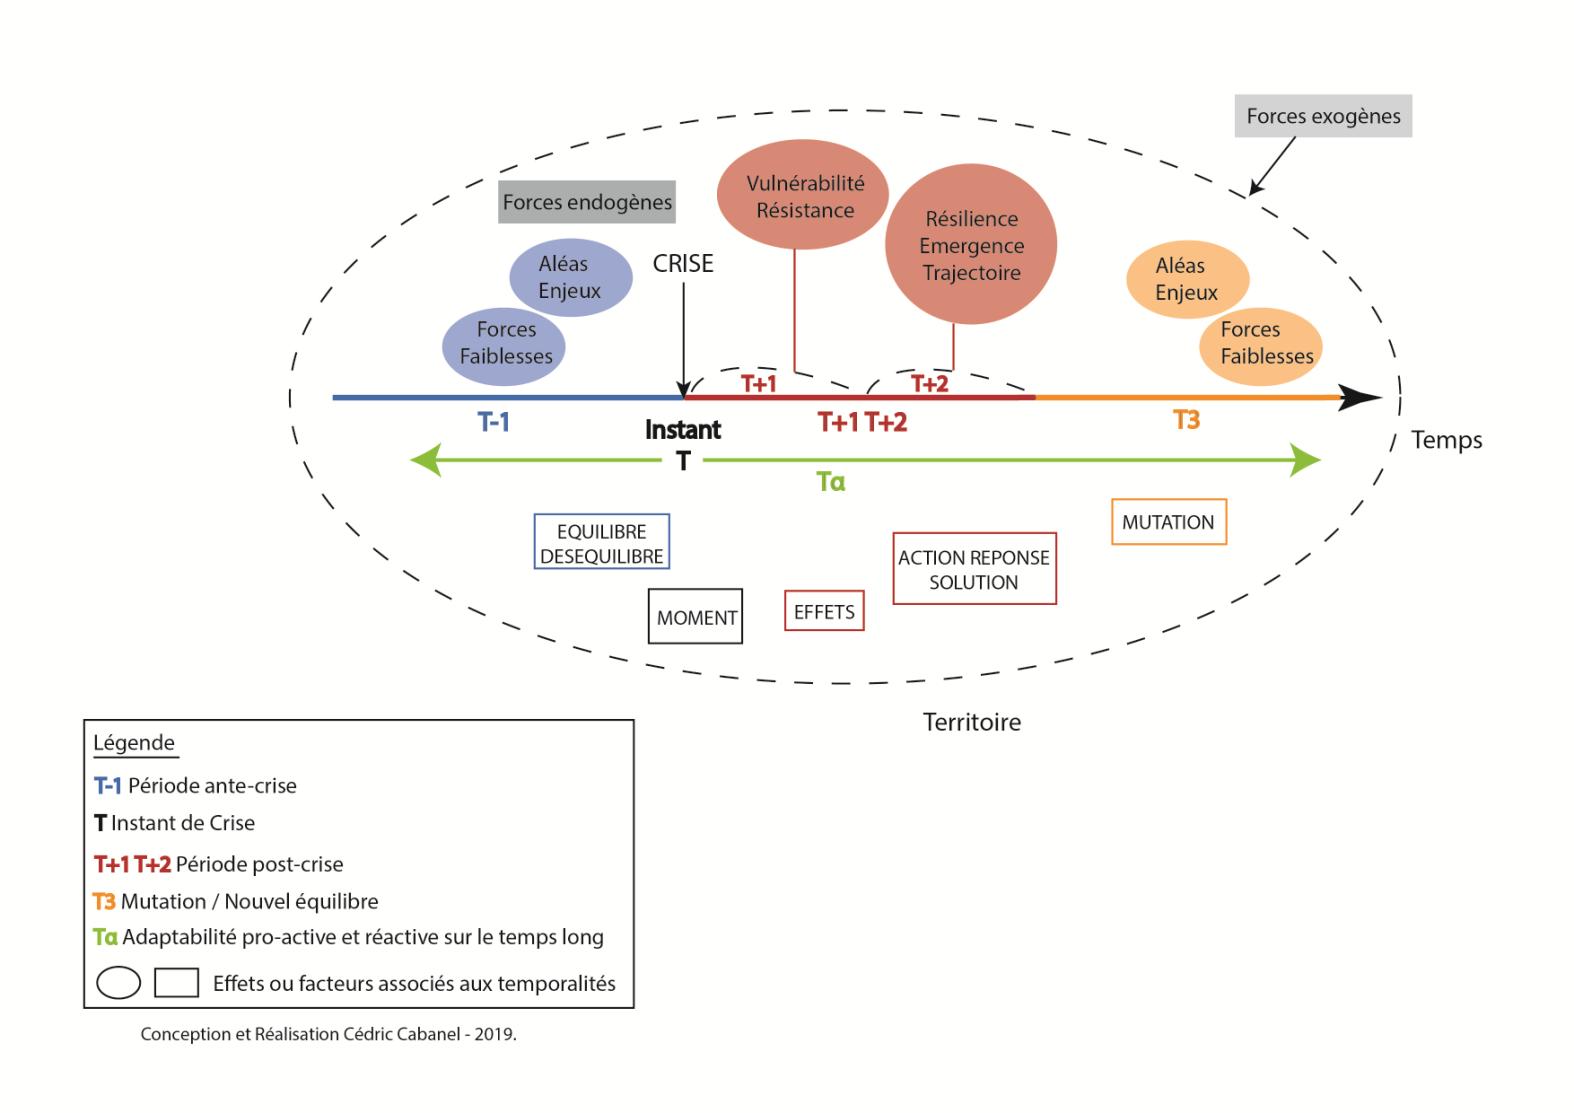 Forces exogènes
Forces endogènes
Vulnérabilité
Résistance
Résilience
Emergence
Trajectoire
Aléas
Enjeux
Forces
Faiblesses
CRISE
Aléas
Enjeux
Forces
Faiblesses
T+1
T+2
T-1
Instant
T
T+1 T+2
T3
Temps
Tα
EQUILIBRE
DESEQUILIBRE
MOMENT
EFFETS
ACTION REPONSE
SOLUTION
MUTATION
Territoire
Légende
T-1 Période ante-crise
T Instant de Crise
T+1 T+2 Période post-crise
T3 Mutation / Nouvel équilibre
Tα Adaptabilité pro-active et réactive sur le temps long
Effets ou facteurs associés aux temporalités
Conception et Réalisation Cédric Cabanel - 2019.